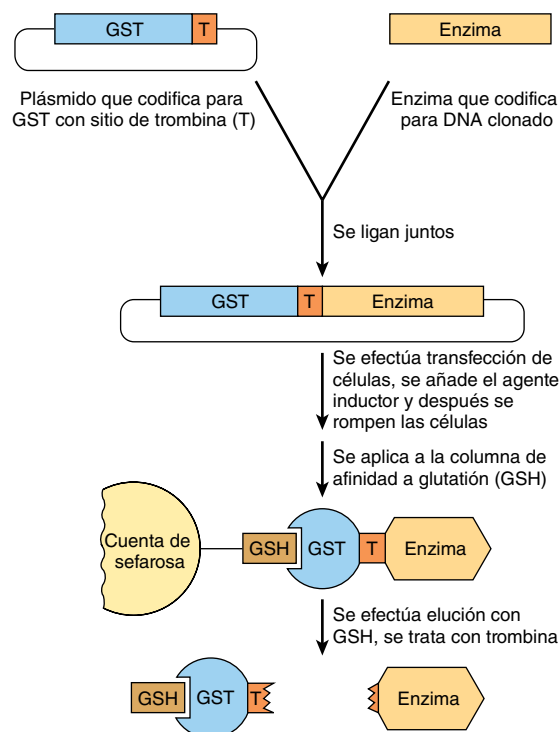 GST
T
Enzima
Plásmido que codifica para
GST con sitio de trombina (T)
Enzima que codifica
para DNA clonado
Se ligan juntos
GST
T
Enzima
Se efectúa transfección de
células, se añade el agente
inductor y después se
rompen las células
Se aplica a la columna de
afinidad a glutatión (GSH)
Cuenta de
sefarosa
GSH
GST
T
Enzima
Se efectúa elución con
GSH, se trata con trombina
GSH
GST
T
Enzima